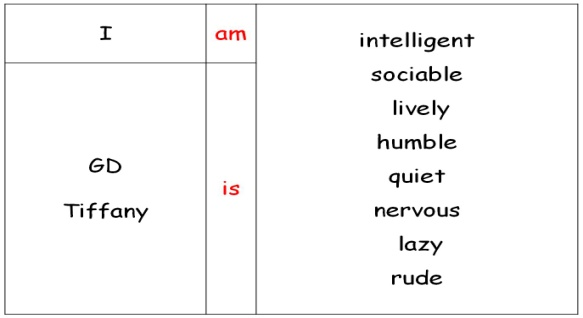 I
am
GD
Tiffany
is
intelligent
sociable
lively
humble
quiet
nervous
lazy
rude